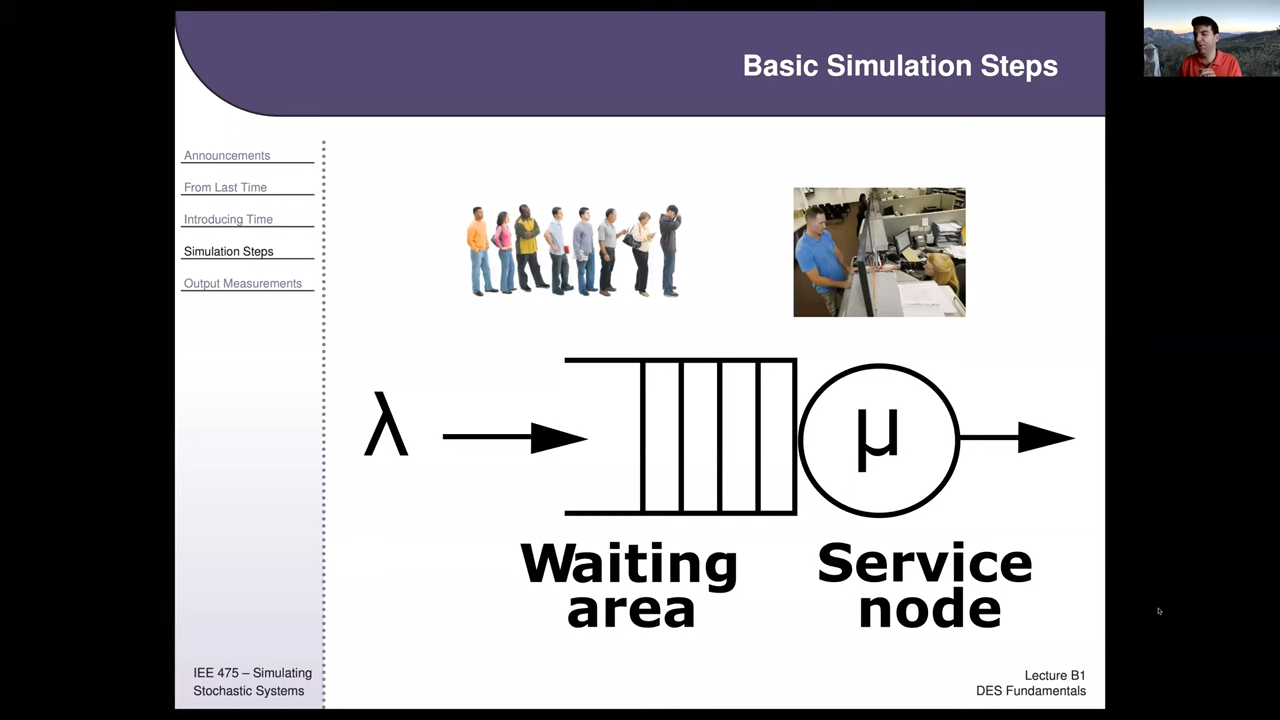 Basic Simulation Steps
Announcements
From Last Time
Introducing Time
Simulation Steps
Output Measurements
λ
μ
Waiting
area
Service
node
IEE 475 – Simulating
Stochastic Systems
Lecture B1
DES Fundamentals